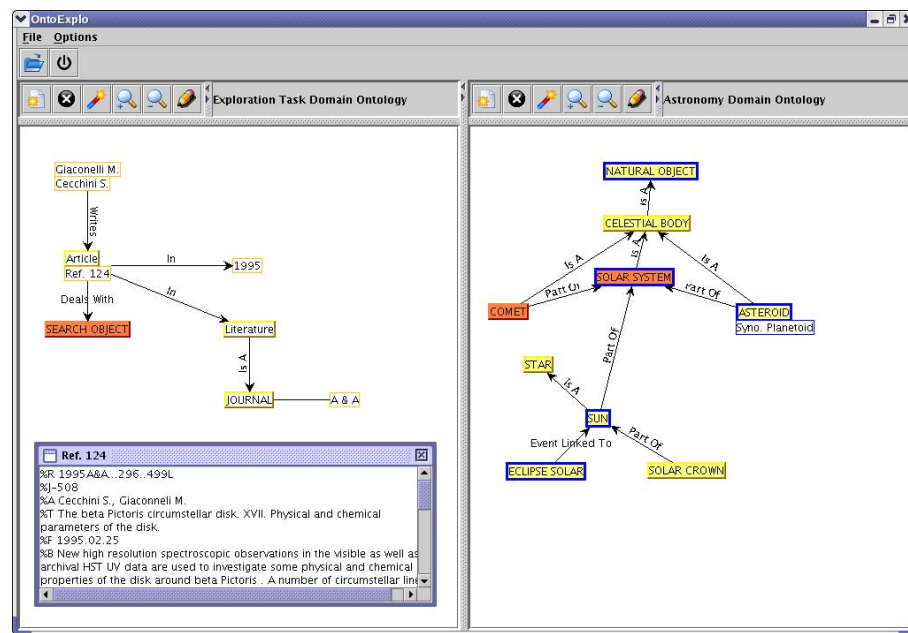 OntoExplo
File Options
Exploration Task Domain Ontology
Giaconelli M.
Cecchini S.
Writes
Article
Ref. 124
In
1995
In
Deals With
SEARCH OBJECT
Literature
Is A
JOURNAL
A & A
Ref. 124
%R 1995A&A...296..499L
%J-508
%A Cecchini S., Giaconneli M.
%T The beta Pictoris circumstellar disk. XVII. Physical and chemical
parameters of the disk.
%F 1995.02.25
%B New high resolution spectroscopic observations in the visible as well as
archival HST UV data are used to investigate some physical and chemical
properties of the disk around beta Pictoris . A number of circumstellar line
Astronomy Domain Ontology
NATURAL OBJECT
Is A
CELESTIAL BODY
Is A
Is A
Is A
SOLAR SYSTEM
Part Of
Part Of
COMET
ASTEROID
Syno. Planetoid
Part Of
STAR
Is A
SUN
Event Linked To
Part Of
ECLIPSE SOLAR
SOLAR CROWN